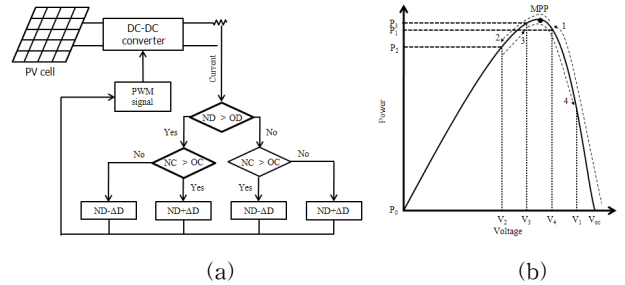 DC-DC
converter
PV cell
PWM
signal
Current
ND > OD
Yes
No
No
NC > OC
NC > OC
No
Yes
Yes
ND-ΔD
ND+ΔD
ND-ΔD
ND+ΔD
(a)
MPP
P3
P1
P2
P0
Power
1
2
3
4
V2
V3
V4
V1
Voc
Voltage
(b)